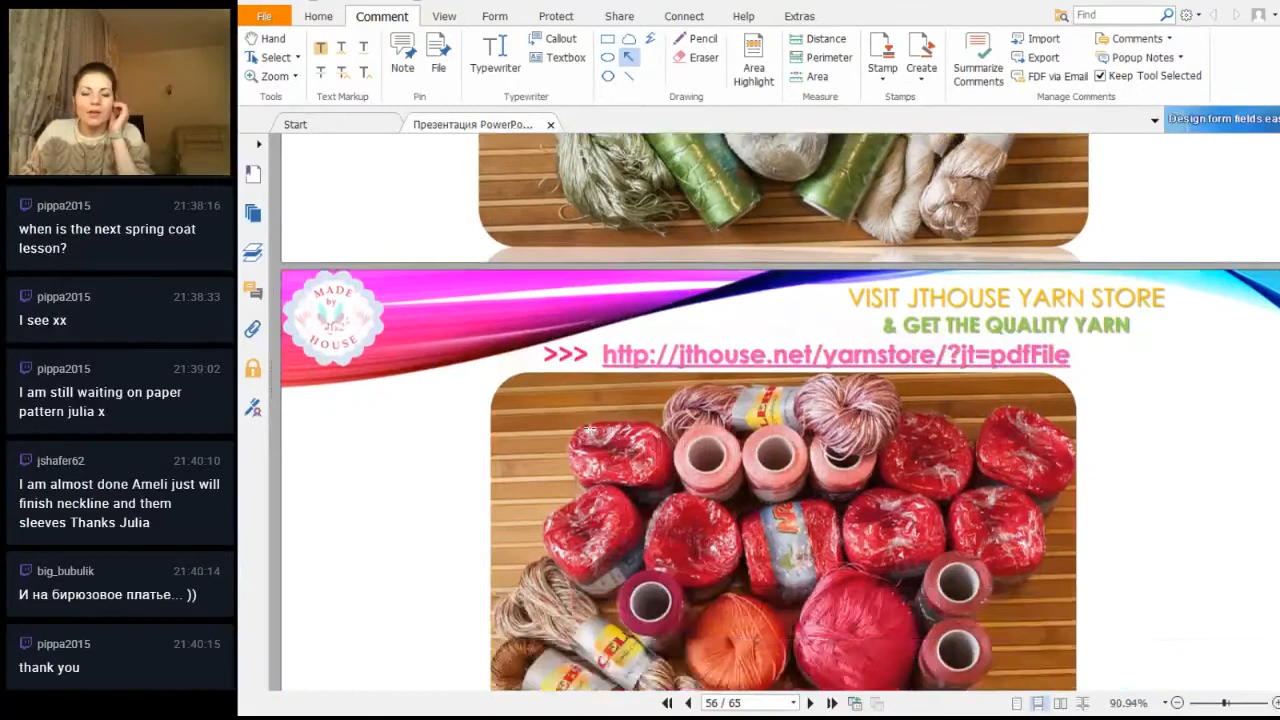 File Home Comment View Form Protect Share Connect Help Extras Find
Hand Callout Pencil Distance Import Comments
Select Note File Typewriter Textbox Eraser Area Highlight Perimeter Stamp Create Summarize Comments Export Popup Notes
Zoom Area FDF via Email Keep Tool Selected
Tools Text Markup Pin Typewriter Drawing Measure Stamps Manage Comments
Start Презентация PowerPo... Design form fields eas
pippa2015 21:38:16
when is the next spring coat
lesson?
pippa2015 21:38:33
I see xx
pippa2015 21:39:02
I am still waiting on paper
pattern julia x
jshafer62 21:40:10
I am almost done Ameli just will
finish neckline and them
sleeves Thanks Julia
big_bubulik 21:40:14
И на бирюзовое платье... ))
pippa2015 21:40:15
thank you
MADE
by
HOUSE
VISIT JTHOUSE YARN STORE
& GET THE QUALITY YARN
>>> http://jthouse.net/yarnstore/?jt=pdfFile
56 / 65 90.94%